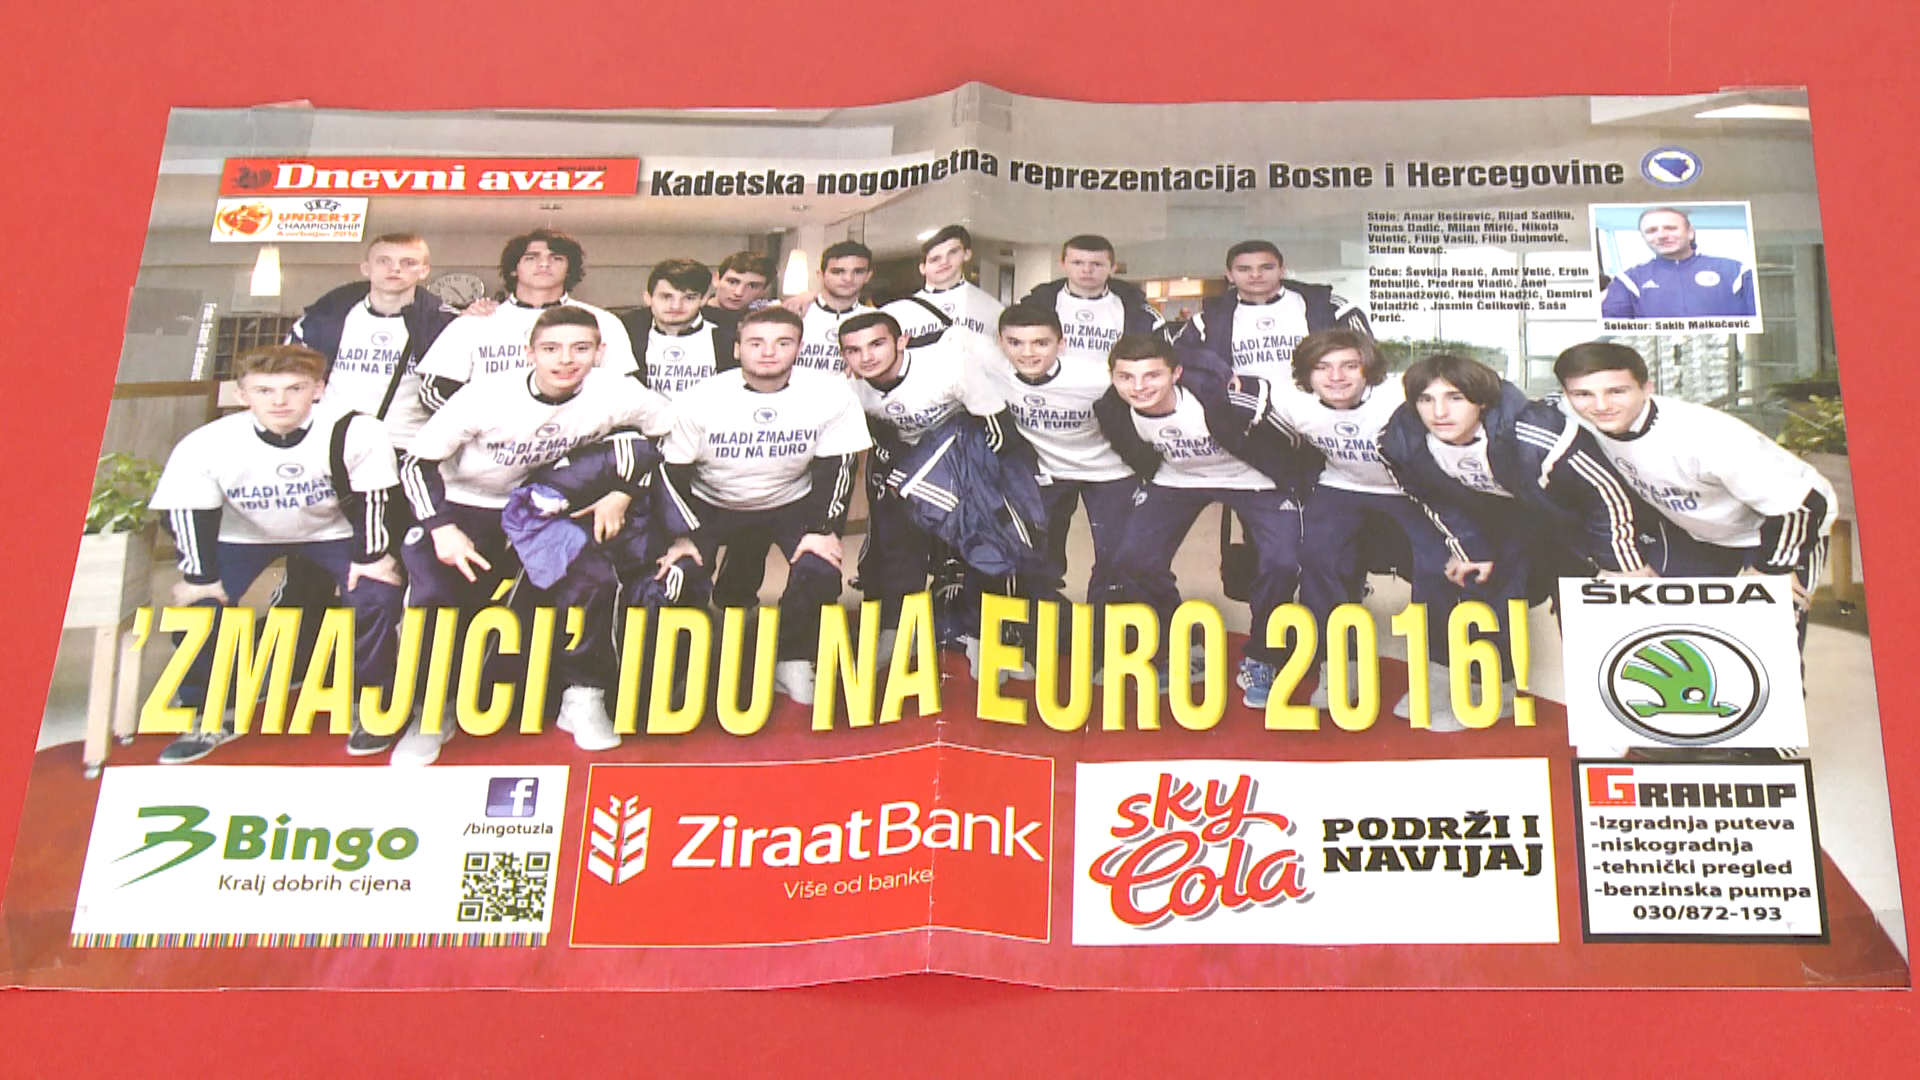 Dnevni avaz
Kadetska nogometna reprezentacija Bosne i Hercegovine
UEFA
UNDER17
CHAMPIONSHIP
Azerbaijan 2016
Stoje: Amar Beširević, Rijad Sadiku,
Tomas Dadić, Milan Mirić, Nikola
Vuletić, Filip Vasilj, Filip Dujmović,
Stefan Kovač.
Čuče: Ševkija Resić, Amir Velić, Ergin
Mehuljić, Predrag Vladić, Anel
Šabanadžović, Nedim Hadžić, Demirel
Veladžić , Jasmin Čeliković, Saša
Perić.
Selektor: Sakib Malkočević
MLADI ZMAJEVI
IDU NA EURO
'ZMAJIĆI' IDU NA EURO 2016!
ŠKODA
Bingo
Kralj dobrih cijena
/bingotuzla
ZiraatBank
Više od banke
sky
Cola
PODRŽI I
NAVIJAJ
GRAKOP
-Izgradnja puteva
-niskogradnja
-tehnički pregled
-benzinska pumpa
030/872-193